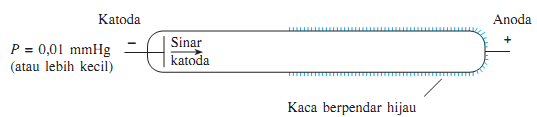 Katoda
Anoda
P = 0,01 mmHg
(atau lebih kecil)
−
Sinar
katoda
+
Kaca berpendar hijau